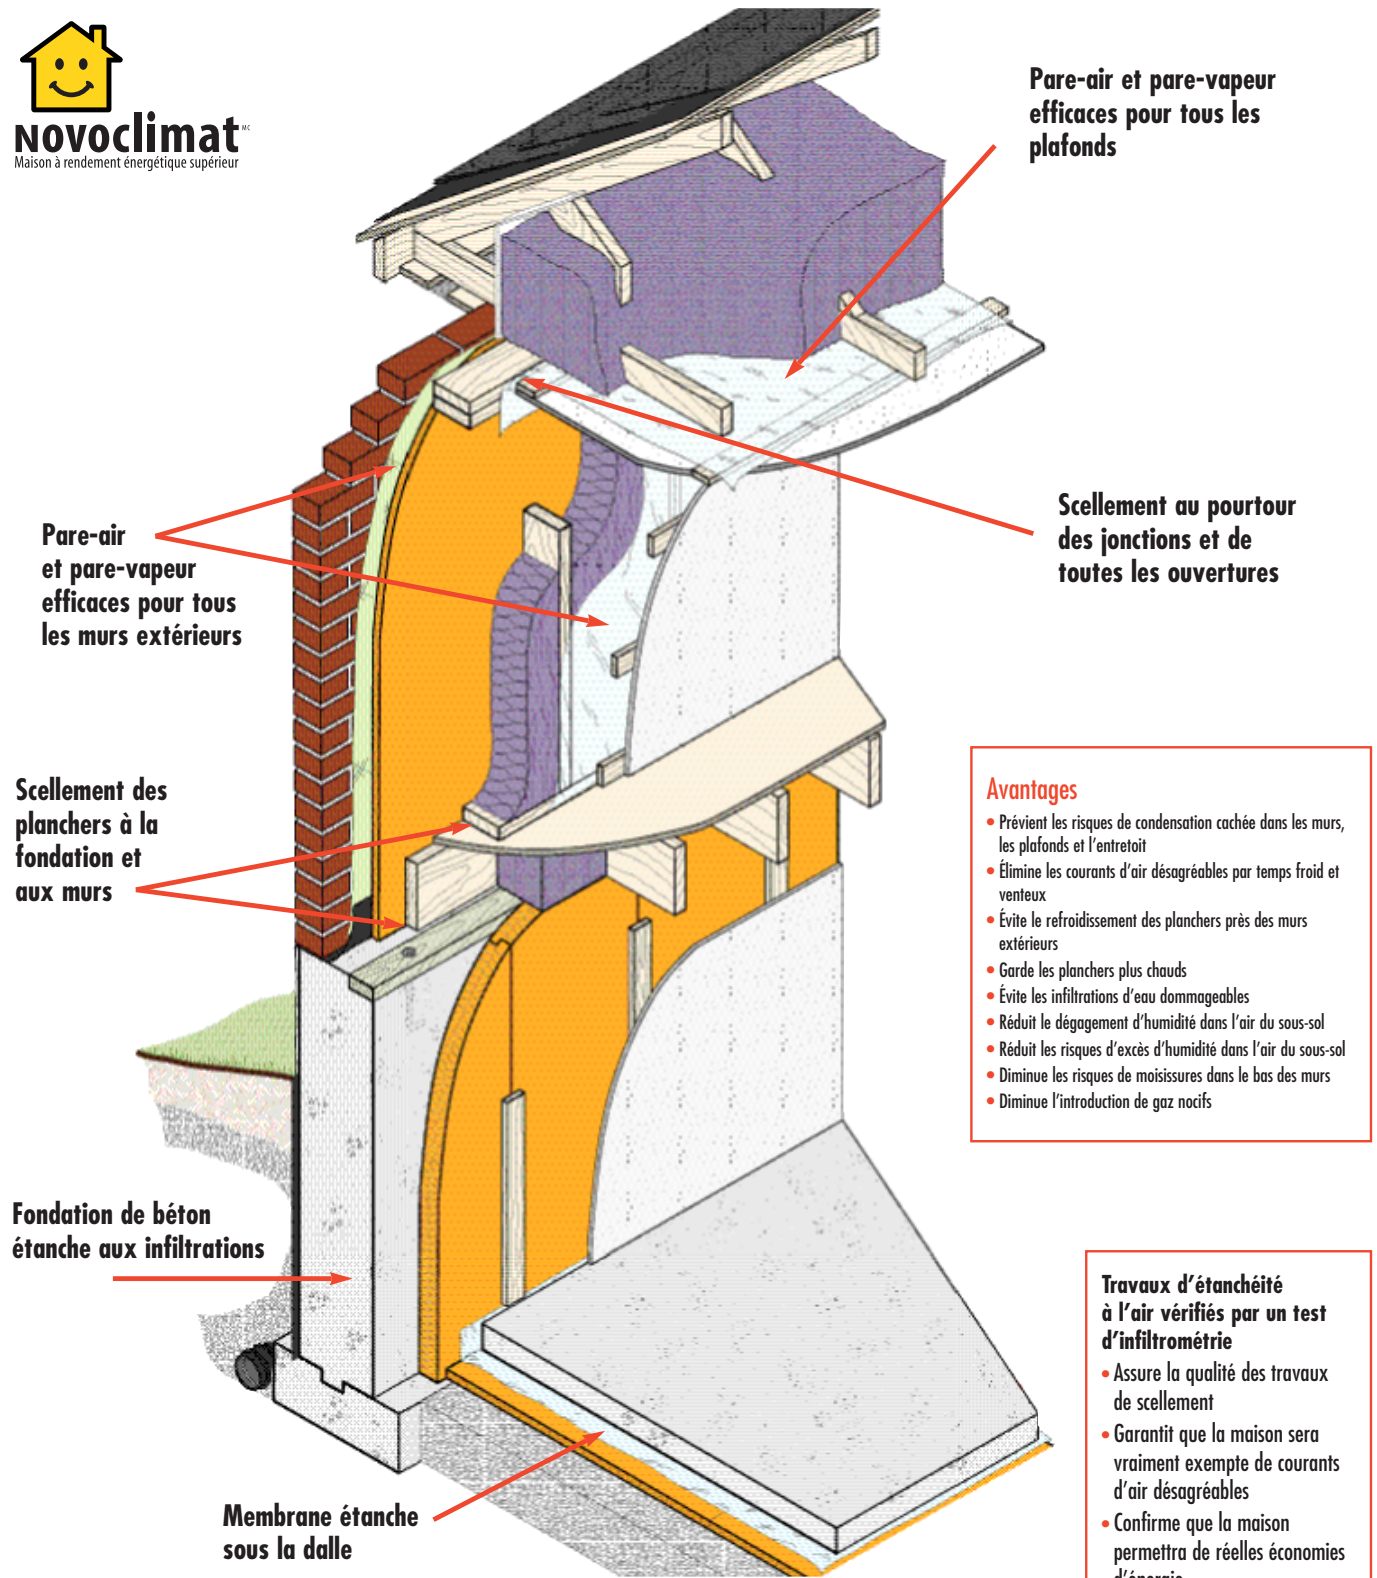 NOVOclimat MC
Maison à rendement énergétique supérieur
Pare-air et pare-vapeur
efficaces pour tous les
plafonds
Scellement au pourtour
des jonctions et de
toutes les ouvertures
Pare-air
et pare-vapeur
efficaces pour tous
les murs extérieurs
Scellement des
planchers à la
fondation et
aux murs
Avantages
• Prévient les risques de condensation cachée dans les murs,
les plafonds et l'entretoit
• Élimine les courants d'air désagréables par temps froid et
venteux
• Évite le refroidissement des planchers près des murs
extérieurs
• Garde les planchers plus chauds
• Évite les infiltrations d'eau dommageables
• Réduit le dégagement d'humidité dans l'air du sous-sol
• Réduit les risques d'excès d'humidité dans l'air du sous-sol
• Diminue les risques de moisissures dans le bas des murs
• Diminue l'introduction de gaz nocifs
Fondation de béton
étanche aux infiltrations
Travaux d'étanchéité
à l'air vérifiés par un test
d'infiltrométrie
• Assure la qualité des travaux
de scellement
• Garantit que la maison sera
vraiment exempte de courants
d'air désagréables
• Confirme que la maison
permettra de réelles économies
d'énergie
Membrane étanche
sous la dalle